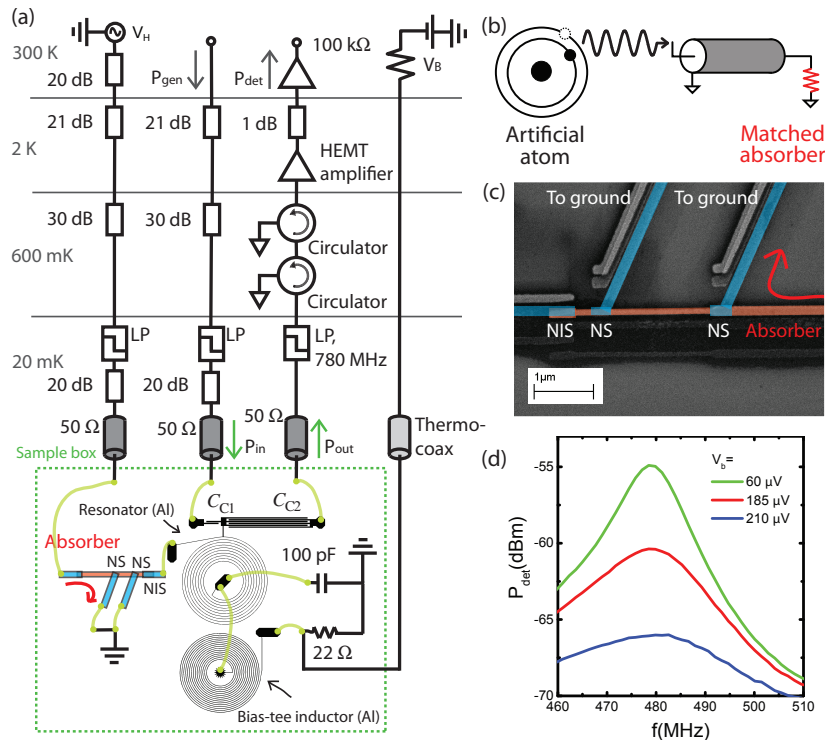 (a)
V_H
300 K
20 dB
P_gen
P_det
100 kΩ
V_B
21 dB
21 dB
1 dB
2 K
HEMT
amplifier
30 dB
30 dB
Circulator
600 mK
Circulator
LP
LP
LP,
780 MHz
20 mK
20 dB
20 dB
50 Ω
50 Ω
50 Ω
Thermo-
coax
Sample box
P_in
P_out
C_C1
C_C2
Resonator (Al)
Absorber
NS
NS
NIS
100 pF
22 Ω
Bias-tee inductor (Al)
(b)
Artificial
atom
Matched
absorber
(c)
To ground
To ground
NIS
NS
NS
Absorber
1µm
(d)
V_b=
60 µV
185 µV
210 µV
-55
-60
-65
-70
P_det(dBm)
460
470
480
490
500
510
f(MHz)